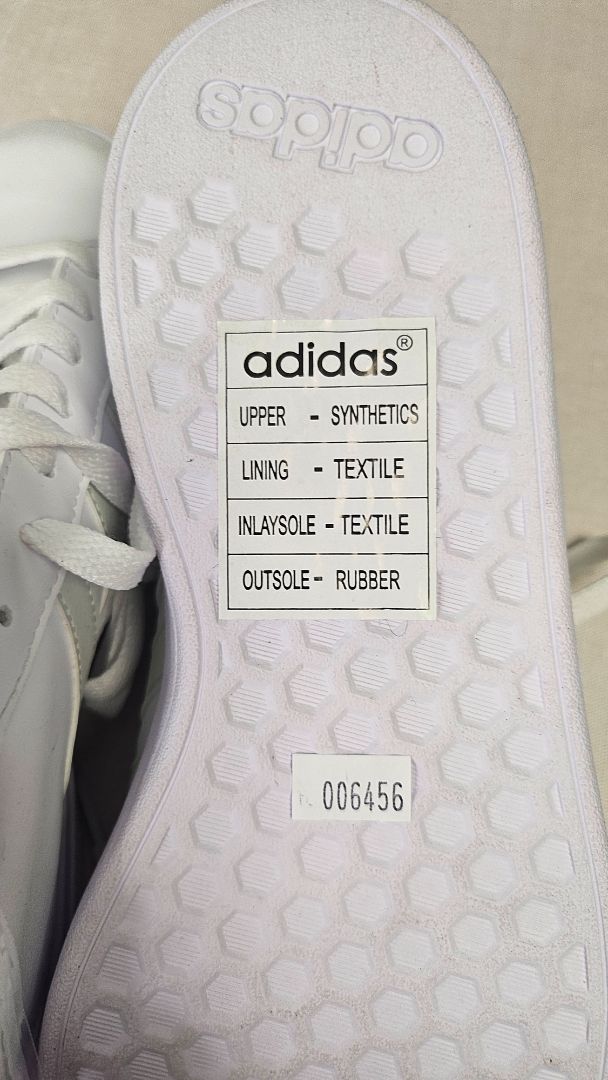 adidas
adidas®
UPPER - SYNTHETICS
LINING - TEXTILE
INLAYSOLE - TEXTILE
OUTSOLE- RUBBER
006456